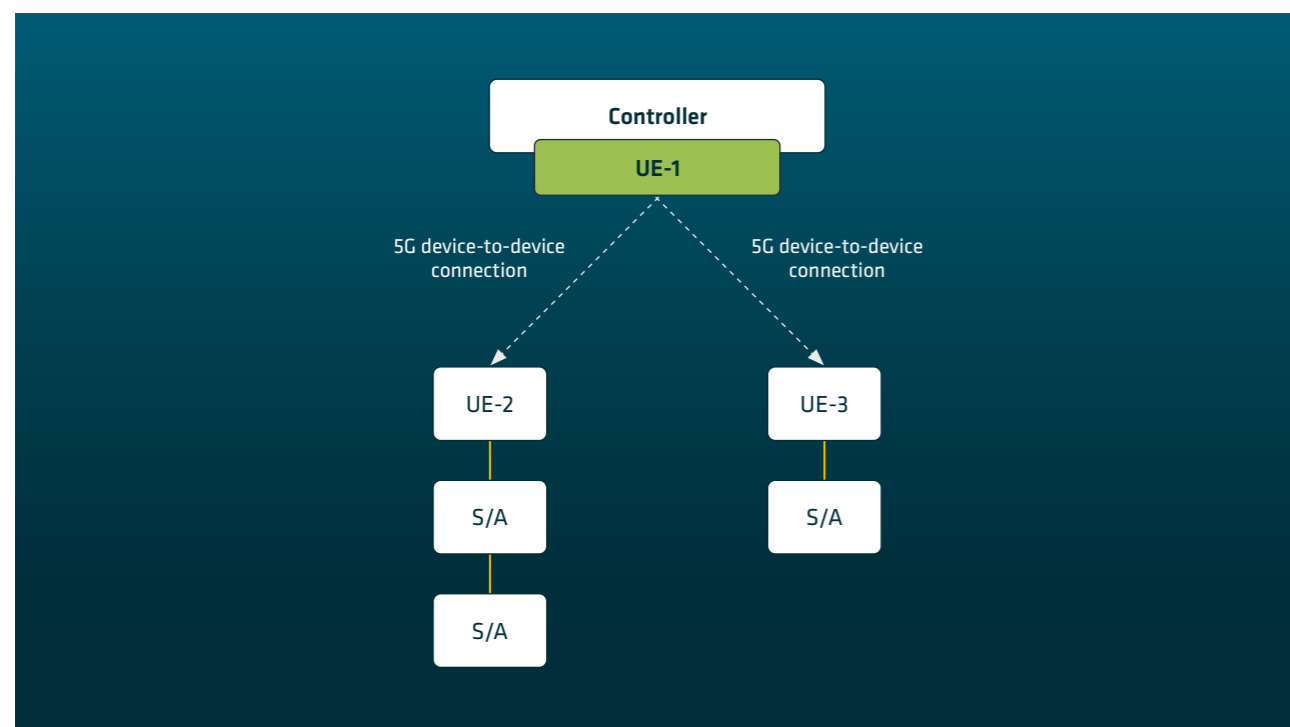 Controller
UE-1
5G device-to-device
connection
5G device-to-device
connection
UE-2
UE-3
S/A
S/A
S/A